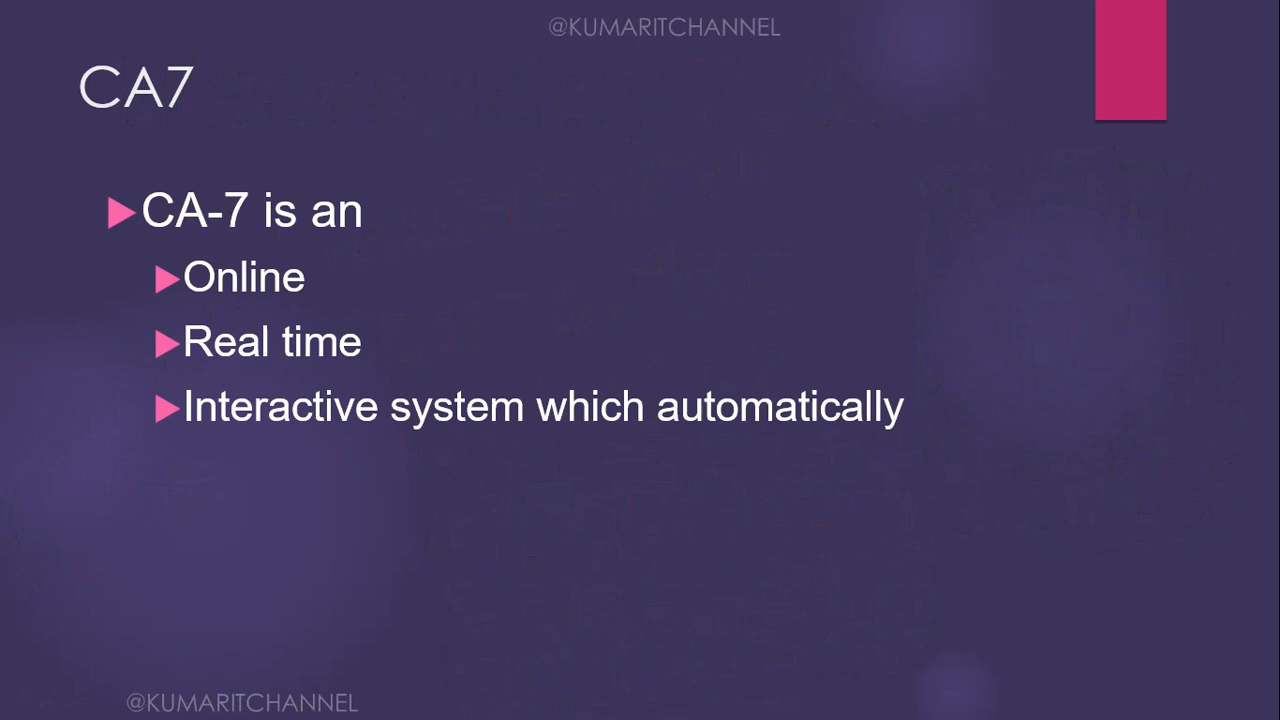 @KUMARITCHANNEL
CA7
CA-7 is an
Online
Real time
Interactive system which automatically
@KUMARITCHANNEL